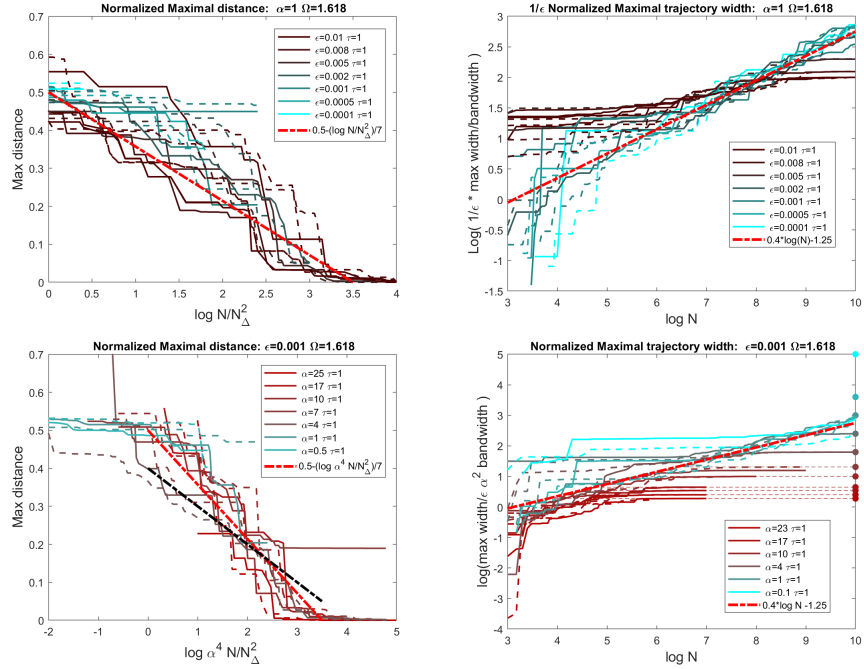 Normalized Maximal distance: α=1 Ω=1.618
Max distance
0.7
0.6
0.5
0.4
0.3
0.2
0.1
0
0
0.5
1
1.5
2
2.5
3
3.5
4
log N/N²Δ
ϵ=0.01 τ=1
ϵ=0.008 τ=1
ϵ=0.005 τ=1
ϵ=0.002 τ=1
ϵ=0.001 τ=1
ϵ=0.0005 τ=1
ϵ=0.0001 τ=1
0.5-(log N/N²Δ)/7
1/ϵ Normalized Maximal trajectory width: α=1 Ω=1.618
Log( 1/ϵ * max width/bandwidth )
3
2.5
2
1.5
1
0.5
0
-0.5
-1
-1.5
3
4
5
6
7
8
9
10
log N
ϵ=0.01 τ=1
ϵ=0.008 τ=1
ϵ=0.005 τ=1
ϵ=0.002 τ=1
ϵ=0.001 τ=1
ϵ=0.0005 τ=1
ϵ=0.0001 τ=1
0.4*log(N)-1.25
Normalized Maximal distance: ϵ=0.001 Ω=1.618
Max distance
0.7
0.6
0.5
0.4
0.3
0.2
0.1
0
-2
-1
0
1
2
3
4
5
log α⁴ N/N²Δ
α=25 τ=1
α=17 τ=1
α=10 τ=1
α=7 τ=1
α=4 τ=1
α=1 τ=1
α=0.5 τ=1
0.5-(log α⁴ N/N²Δ)/7
Normalized Maximal trajectory width: ϵ=0.001 Ω=1.618
log(max width/ϵ α² bandwidth )
5
4
3
2
1
0
-1
-2
-3
-4
3
4
5
6
7
8
9
10
log N
α=23 τ=1
α=17 τ=1
α=10 τ=1
α=4 τ=1
α=1 τ=1
α=0.1 τ=1
0.4*log N -1.25